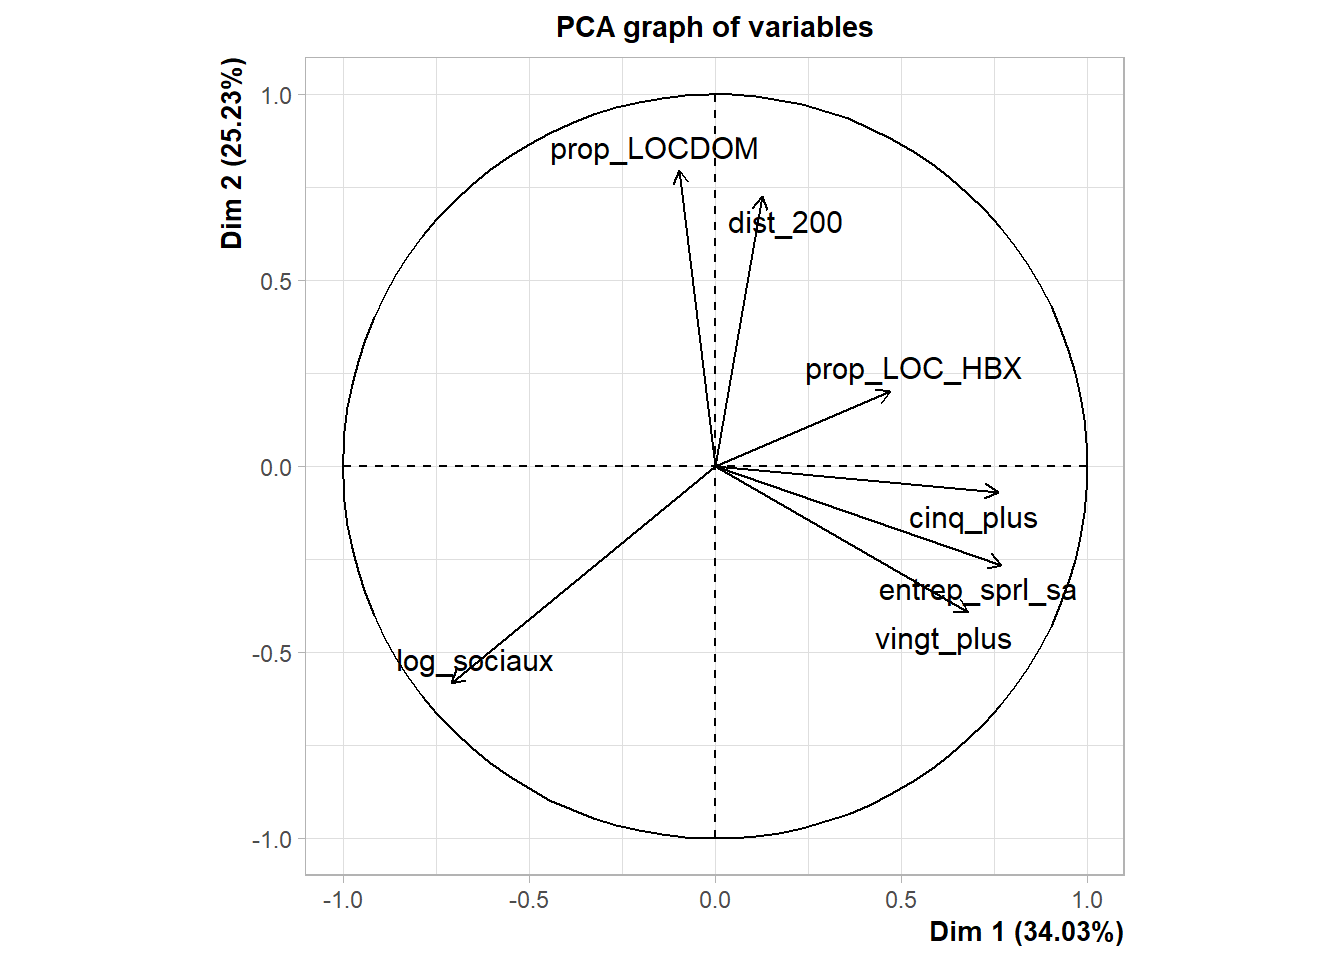 PCA graph of variables
Dim 2 (25.23%)
1.0
0.5
0.0
-0.5
-1.0
prop_LOCDOM
dist_200
prop_LOC_HBX
cinq_plus
entrep_sprl_sa
vingt_plus
log_sociaux
-1.0
-0.5
0.0
0.5
1.0
Dim 1 (34.03%)